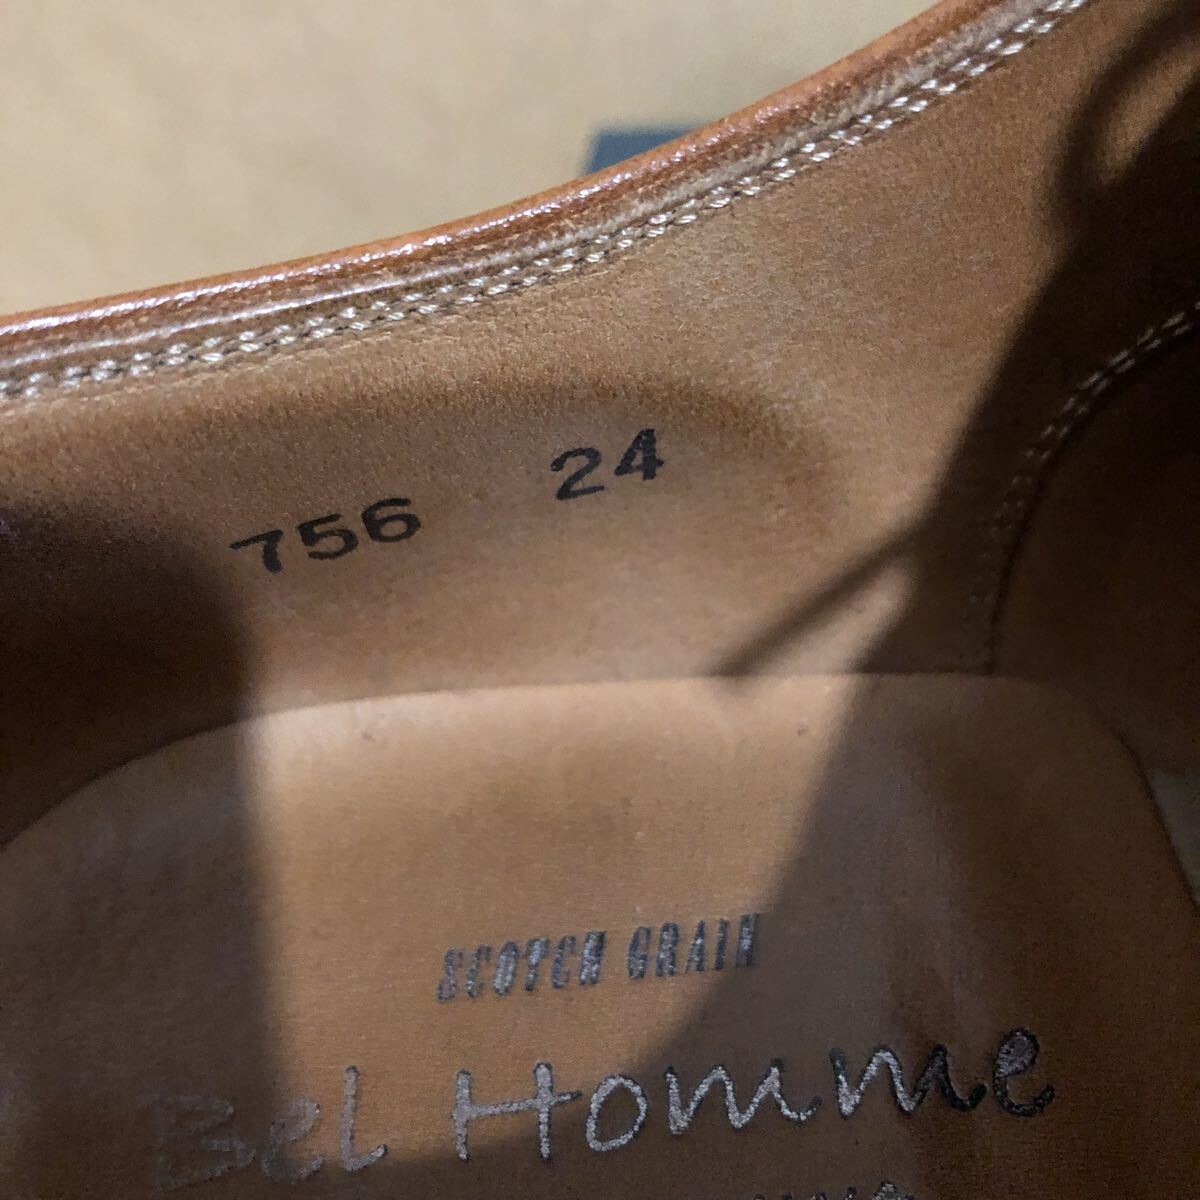 756 24
SCOTCH GRAIN
Bel Homme